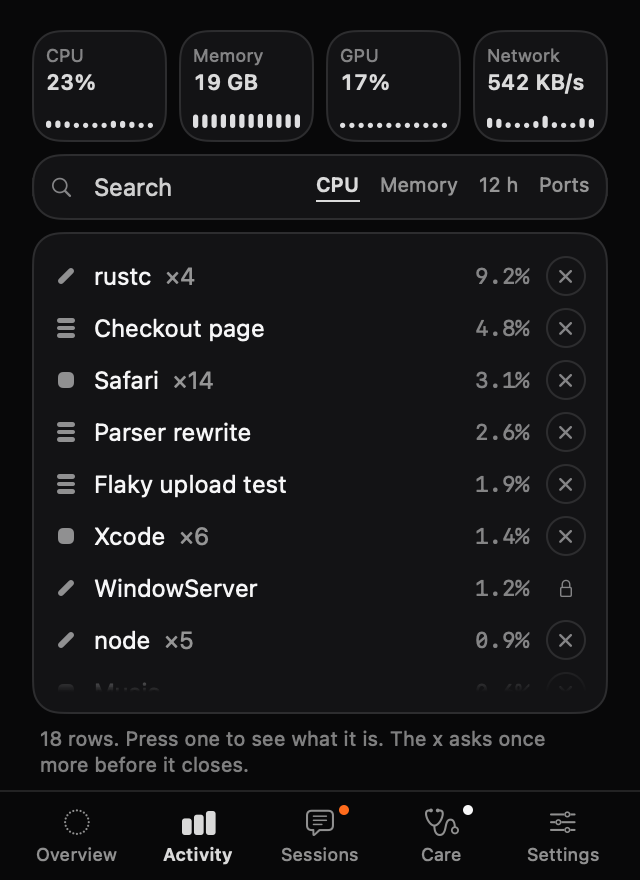 CPU Memory GPU Network
23% 19 GB 17% 542 KB/s
Search CPU Memory 12 h Ports
rustc ×4 9.2%
Checkout page 4.8%
Safari ×14 3.1%
Parser rewrite 2.6%
Flaky upload test 1.9%
Xcode ×6 1.4%
WindowServer 1.2%
node ×5 0.9%
18 rows. Press one to see what it is. The x asks once
more before it closes.
Overview Activity Sessions Care Settings